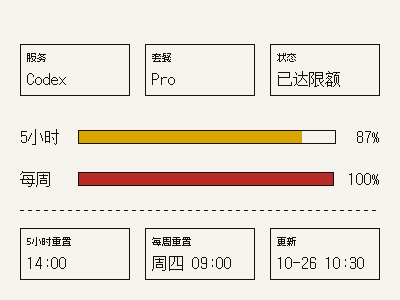 服务
Codex
套餐
Pro
状态
已达限额
5小时 87%
每周 100%
5小时重置
14:00
每周重置
周四 09:00
更新
10-26 10:30